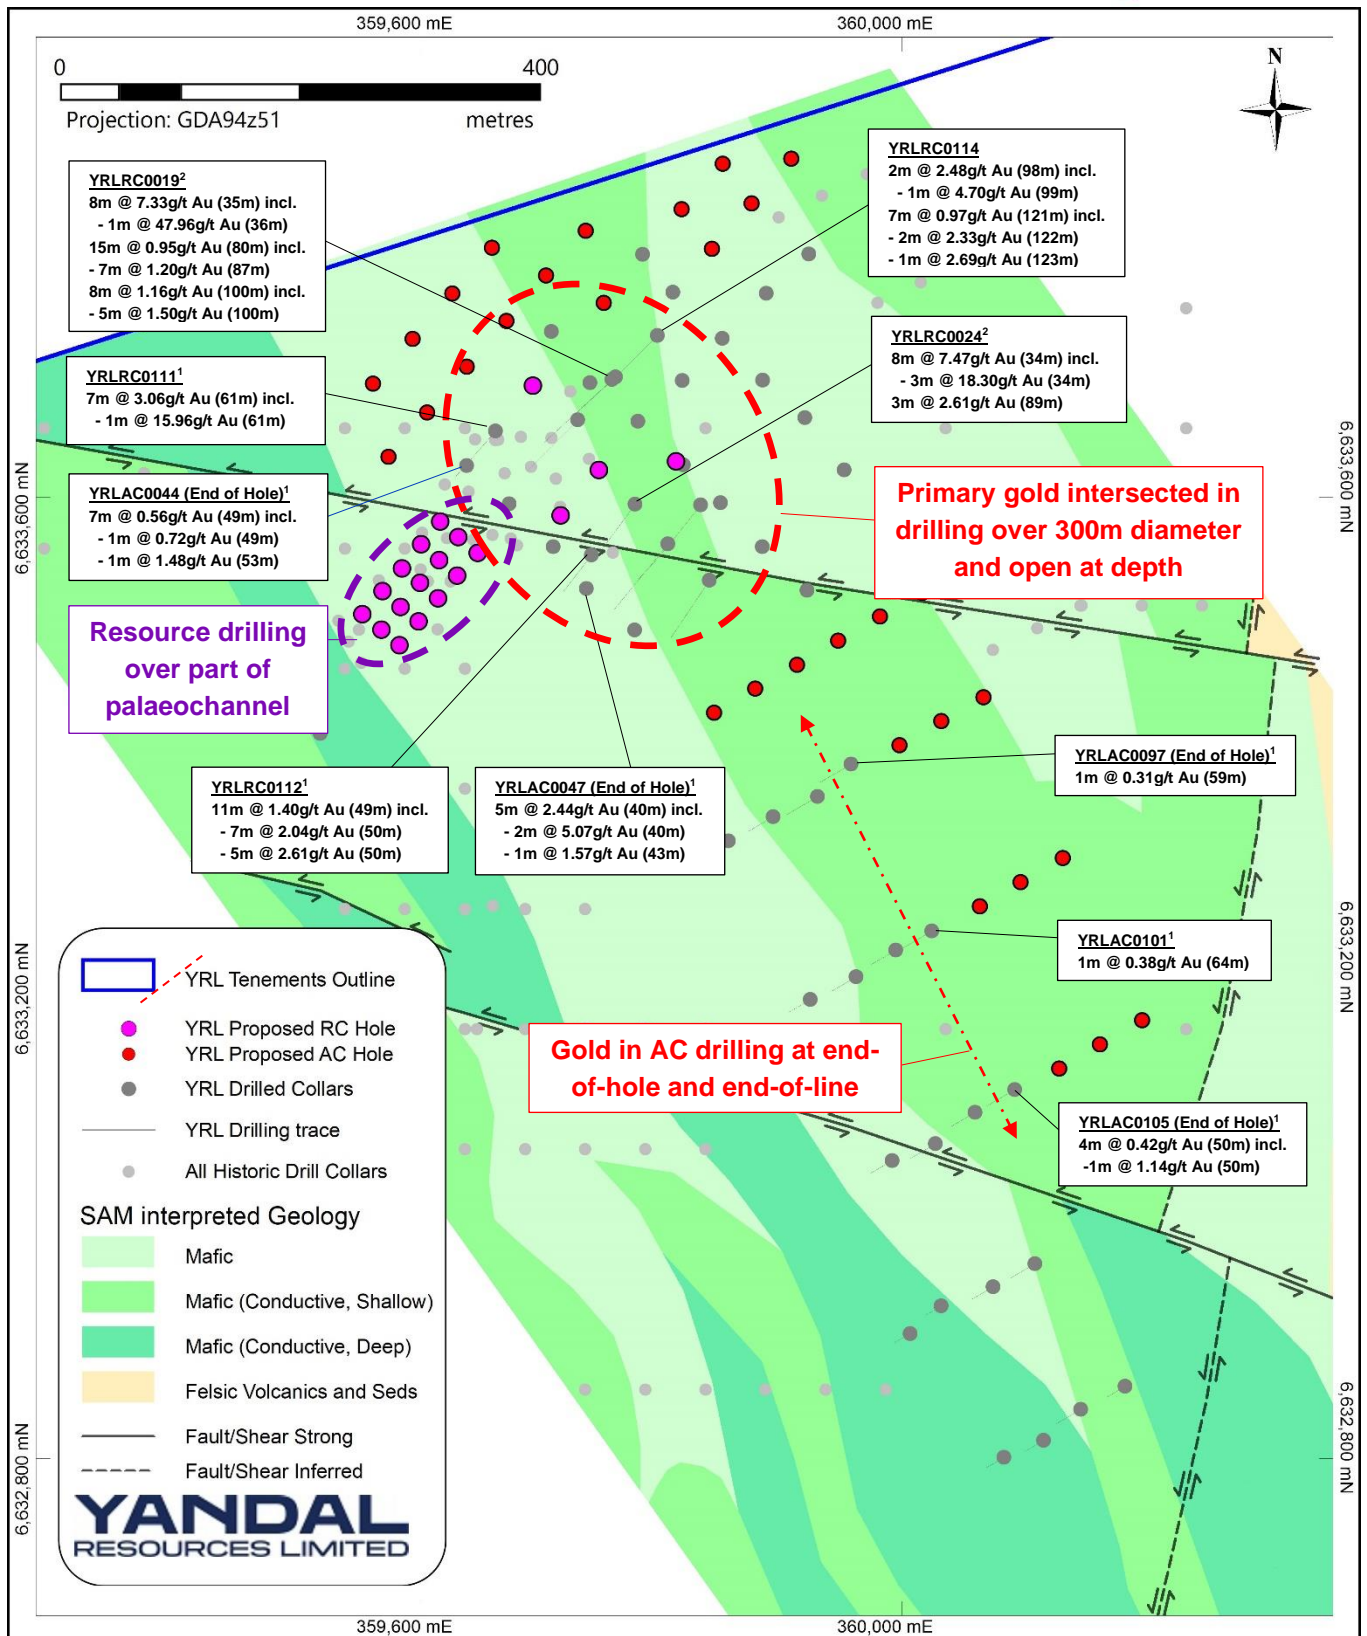 359,600 mE
360,000 mE
0
400
Projection: GDA94z51
metres
N
YRLRC0019²
8m @ 7.33g/t Au (35m) incl.
- 1m @ 47.96g/t Au (36m)
15m @ 0.95g/t Au (80m) incl.
- 7m @ 1.20g/t Au (87m)
8m @ 1.16g/t Au (100m) incl.
- 5m @ 1.50g/t Au (100m)
YRLRC0114
2m @ 2.48g/t Au (98m) incl.
- 1m @ 4.70g/t Au (99m)
7m @ 0.97g/t Au (121m) incl.
- 2m @ 2.33g/t Au (122m)
- 1m @ 2.69g/t Au (123m)
YRLRC0024²
8m @ 7.47g/t Au (34m) incl.
- 3m @ 18.30g/t Au (34m)
3m @ 2.61g/t Au (89m)
YRLRC0111¹
7m @ 3.06g/t Au (61m) incl.
- 1m @ 15.96g/t Au (61m)
YRLAC0044 (End of Hole)¹
7m @ 0.56g/t Au (49m) incl.
- 1m @ 0.72g/t Au (49m)
- 1m @ 1.48g/t Au (53m)
6,633,600 mN
6,633,600 mN
Primary gold intersected in
drilling over 300m diameter
and open at depth
Resource drilling
over part of
palaeochannel
YRLRC0112¹
11m @ 1.40g/t Au (49m) incl.
- 7m @ 2.04g/t Au (50m)
- 5m @ 2.61g/t Au (50m)
YRLAC0047 (End of Hole)¹
5m @ 2.44g/t Au (40m) incl.
- 2m @ 5.07g/t Au (40m)
- 1m @ 1.57g/t Au (43m)
YRLAC0097 (End of Hole)¹
1m @ 0.31g/t Au (59m)
YRLAC0101¹
1m @ 0.38g/t Au (64m)
6,633,200 mN
6,633,200 mN
Gold in AC drilling at end-
of-hole and end-of-line
YRLAC0105 (End of Hole)¹
4m @ 0.42g/t Au (50m) incl.
-1m @ 1.14g/t Au (50m)
YRL Tenements Outline
YRL Proposed RC Hole
YRL Proposed AC Hole
YRL Drilled Collars
YRL Drilling trace
All Historic Drill Collars
SAM interpreted Geology
Mafic
Mafic (Conductive, Shallow)
Mafic (Conductive, Deep)
Felsic Volcanics and Seds
Fault/Shear Strong
Fault/Shear Inferred
YANDAL
RESOURCES LIMITED
6,632,800 mN
6,632,800 mN
359,600 mE
360,000 mE